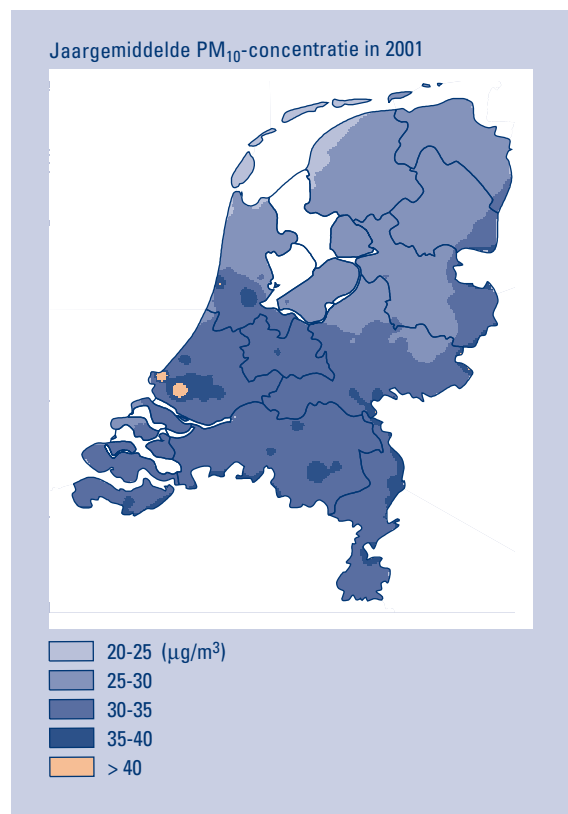 Jaargemiddelde PM₁₀-concentratie in 2001
20-25 (µg/m³)
25-30
30-35
35-40
> 40